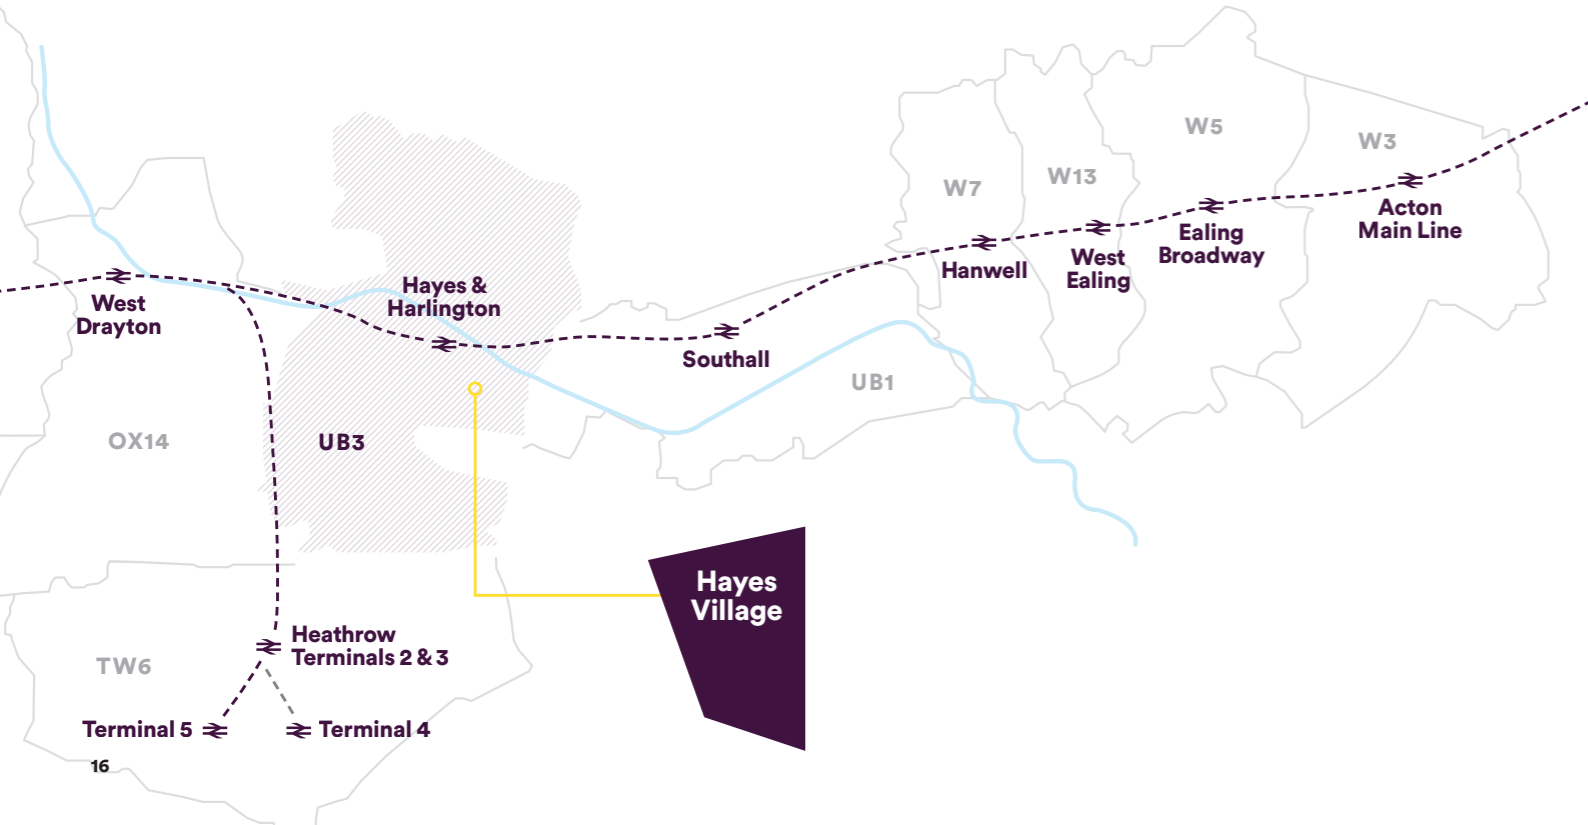 W5
W3
W13
W7
Acton
Main Line
Ealing
Broadway
West
Ealing
Hanwell
Hayes &
Harlington
West
Drayton
Southall
UB1
OX14
UB3
Hayes
Village
Heathrow
Terminals 2 & 3
TW6
Terminal 5
Terminal 4
16